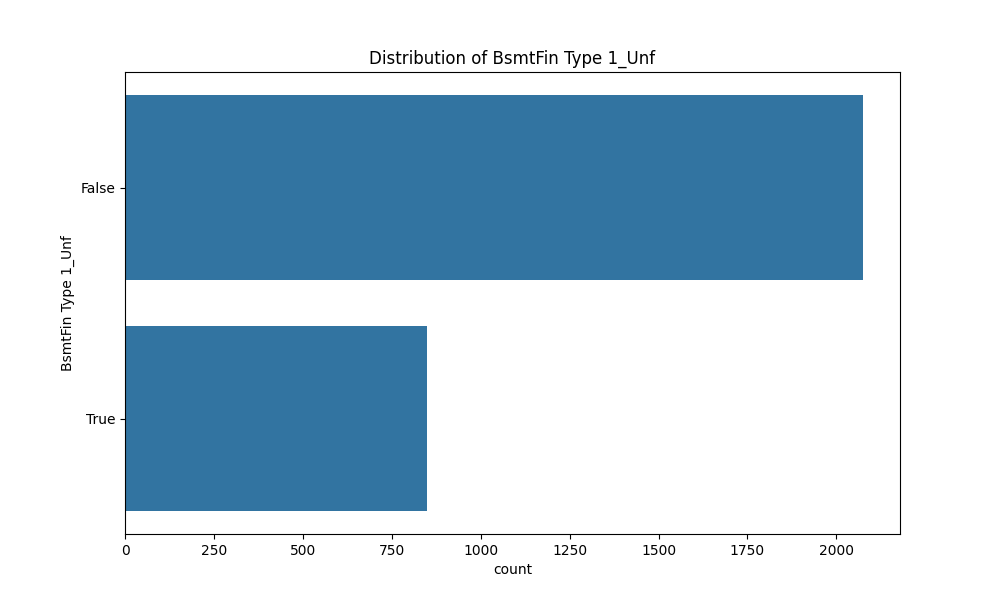 Distribution of BsmtFin Type 1_Unf
BsmtFin Type 1_Unf
False
True
0 250 500 750 1000 1250 1500 1750 2000
count